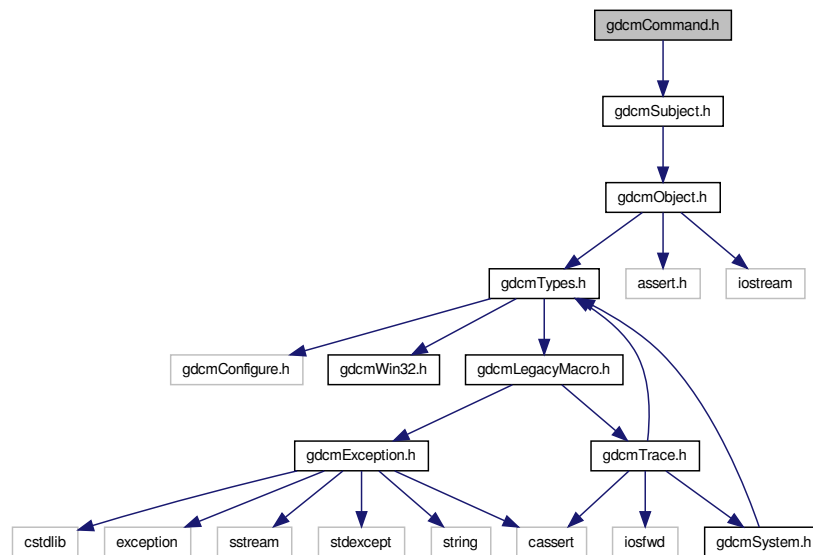 gdcmCommand.h
gdcmSubject.h
gdcmObject.h
gdcmTypes.h
assert.h
iostream
gdcmConfigure.h
gdcmWin32.h
gdcmLegacyMacro.h
gdcmException.h
gdcmTrace.h
cstdlib
exception
sstream
stdexcept
string
cassert
iosfwd
gdcmSystem.h